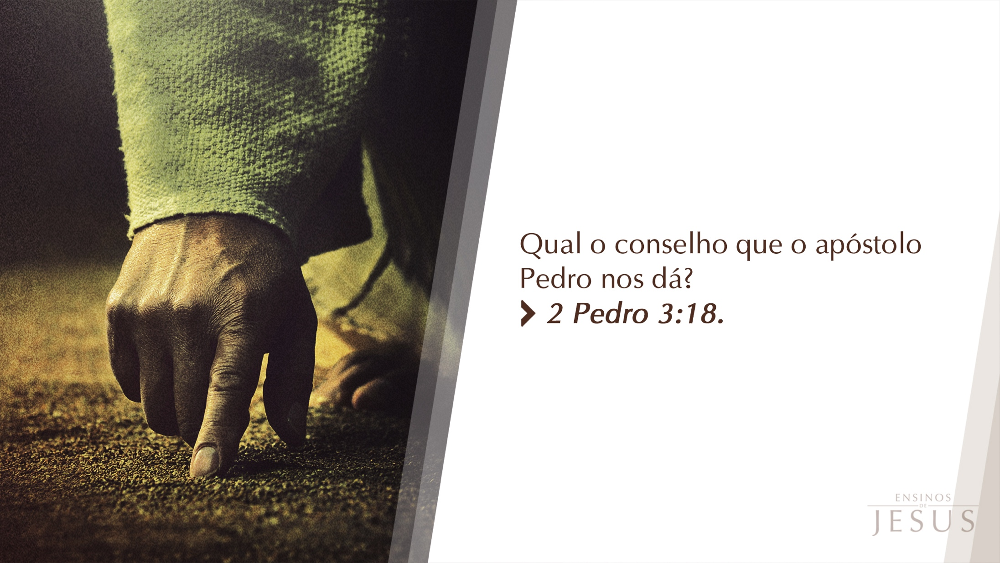 Qual o conselho que o apóstolo
Pedro nos dá?
2 Pedro 3:18.
ENSINOS
DE
JESUS